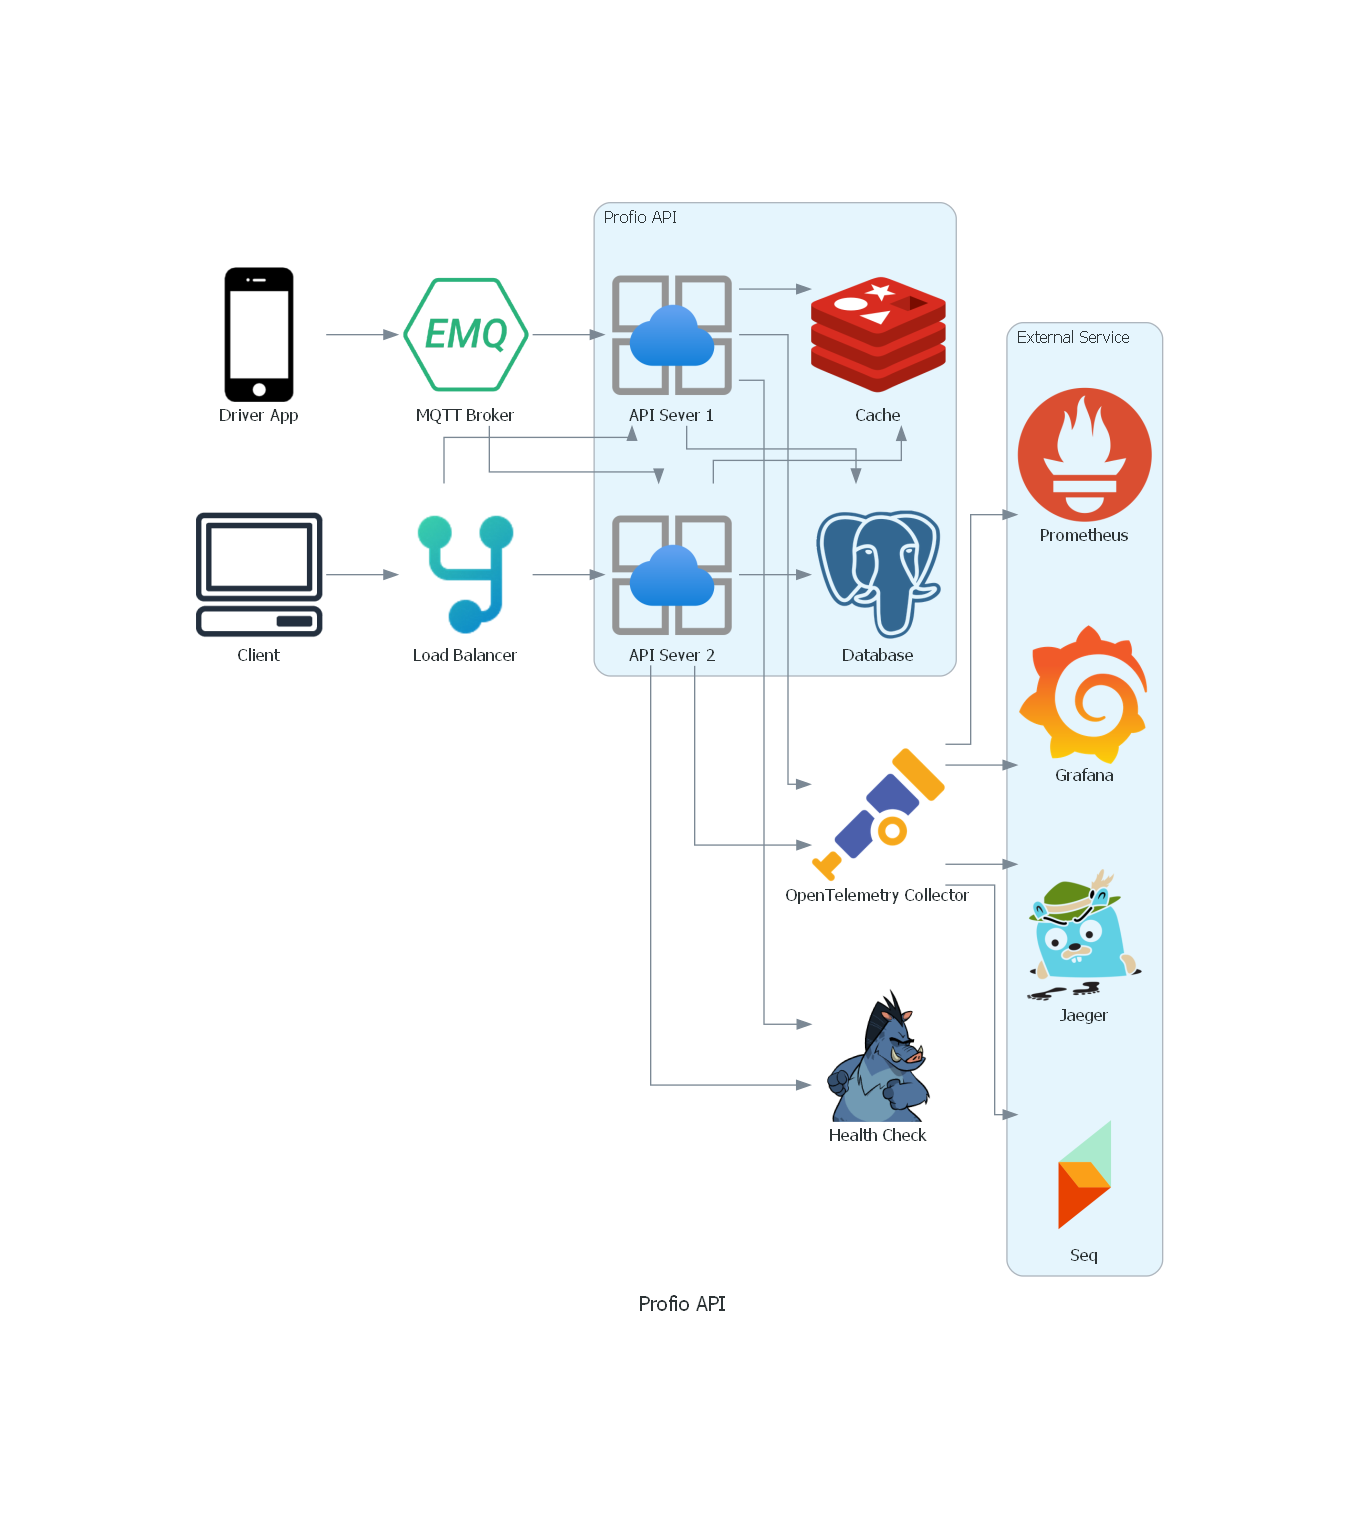 Profio API
External Service
EMQ
Driver App
MQTT Broker
API Sever 1
Cache
Prometheus
Client
Load Balancer
API Sever 2
Database
Grafana
OpenTelemetry Collector
Jaeger
Health Check
Seq
Profio API